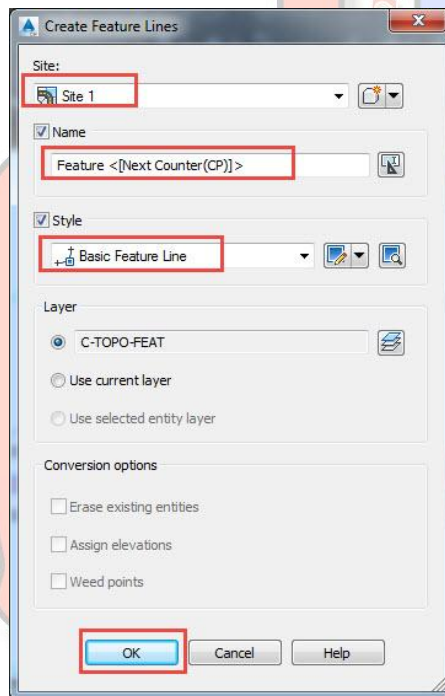 Create Feature Lines
Site:
Site 1
Name
Feature <[Next Counter(CP)]>
Style
Basic Feature Line
Layer
C-TOPO-FEAT
Use current layer
Use selected entity layer
Conversion options
Erase existing entities
Assign elevations
Weed points
OK Cancel Help